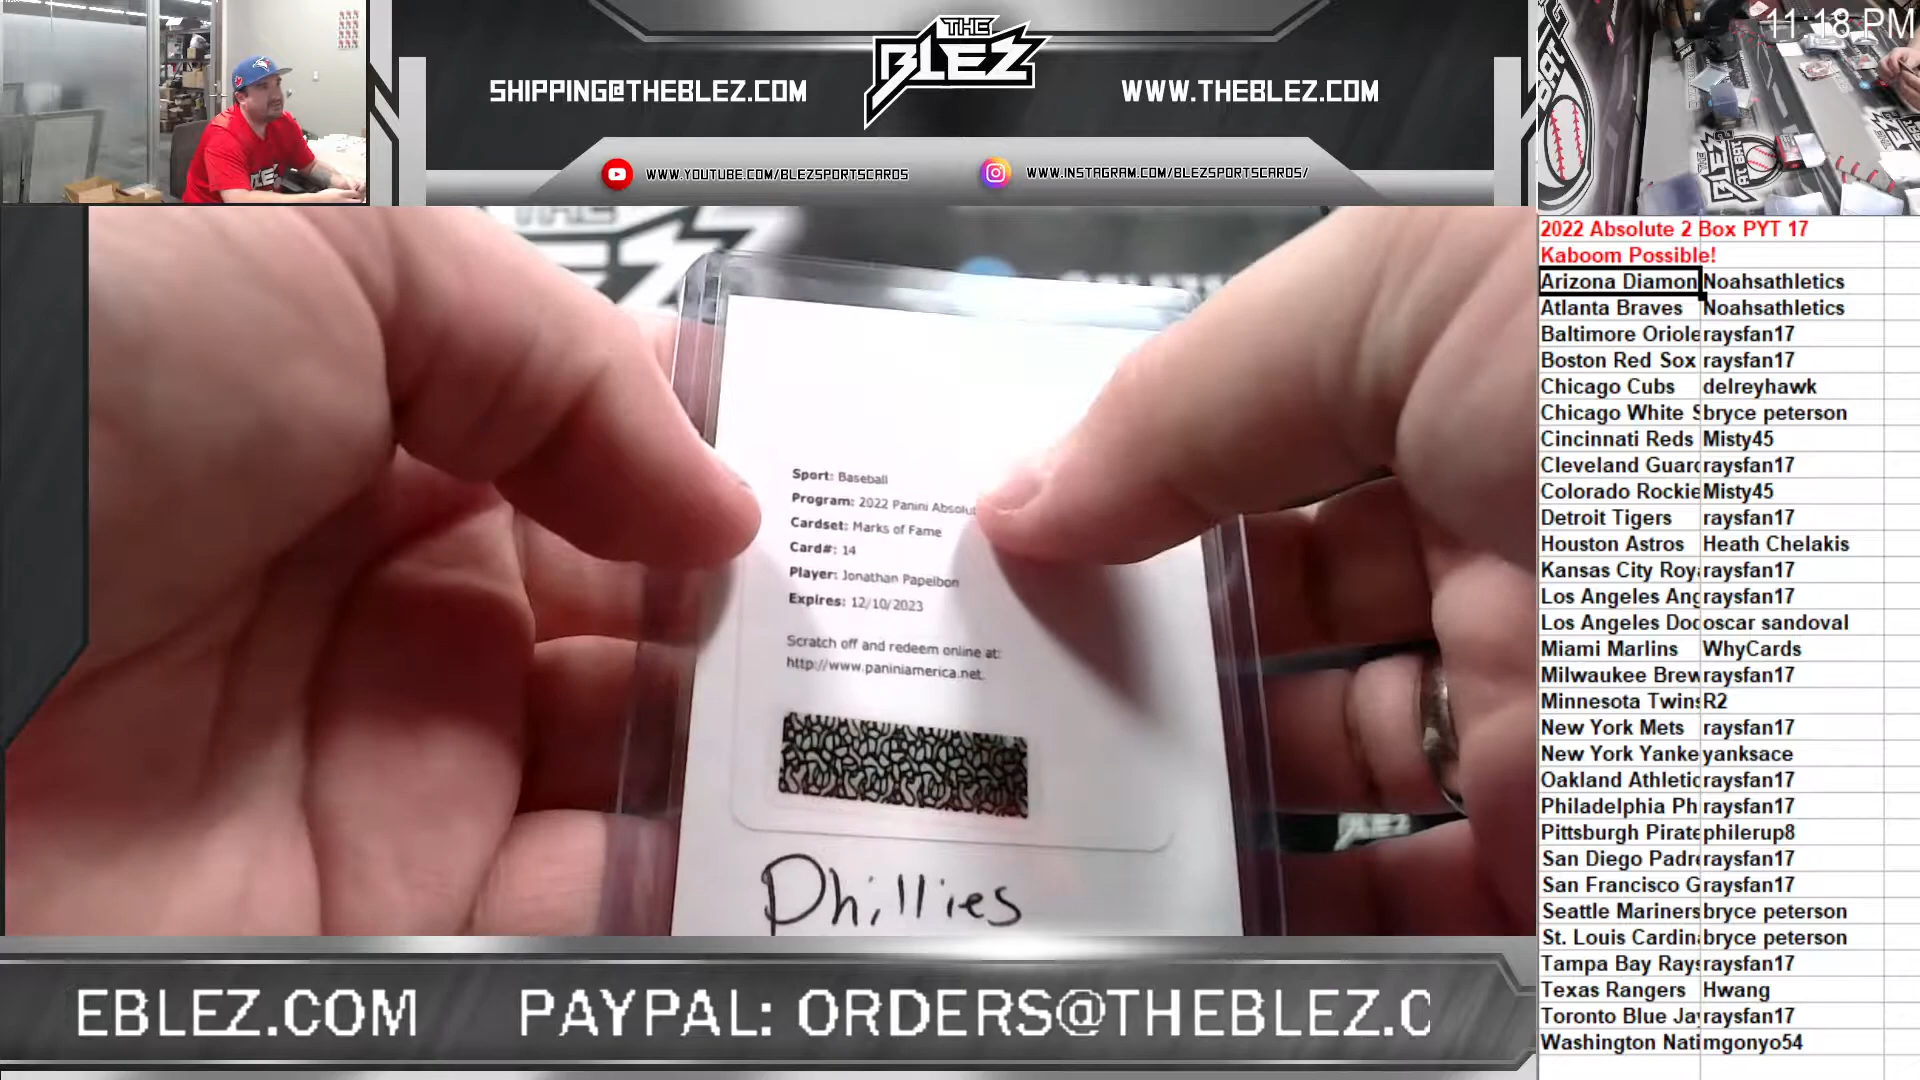 11:18 PM
THE
BLEZ
SHIPPING@THEBLEZ.COM
WWW.THEBLEZ.COM
WWW.YOUTUBE.COM/BLEZSPORTSCARDS
WWW.INSTAGRAM.COM/BLEZSPORTSCARDS/
Sport: Baseball
Program: 2022 Panini Absolut
Cardset: Marks of Fame
Card#: 14
Player: Jonathan Papelbon
Expires: 12/10/2023
Scratch off and redeem online at:
http://www.paniniamerica.net.
Phillies
BLEZ
EBLEZ.COM PAYPAL: ORDERS@THEBLEZ.C
2022 Absolute 2 Box PYT 17
Kaboom Possible!
Arizona Diamon Noahsathletics
Atlanta Braves Noahsathletics
Baltimore Oriole raysfan17
Boston Red Sox raysfan17
Chicago Cubs delreyhawk
Chicago White S bryce peterson
Cincinnati Reds Misty45
Cleveland Guard raysfan17
Colorado Rockie Misty45
Detroit Tigers raysfan17
Houston Astros Heath Chelakis
Kansas City Roya raysfan17
Los Angeles Ang raysfan17
Los Angeles Dod oscar sandoval
Miami Marlins WhyCards
Milwaukee Brew raysfan17
Minnesota Twins R2
New York Mets raysfan17
New York Yanke yanksace
Oakland Athletic raysfan17
Philadelphia Ph raysfan17
Pittsburgh Pirate philerup8
San Diego Padre raysfan17
San Francisco G raysfan17
Seattle Mariners bryce peterson
St. Louis Cardina bryce peterson
Tampa Bay Rays raysfan17
Texas Rangers Hwang
Toronto Blue Jay raysfan17
Washington Nati mgonyo54